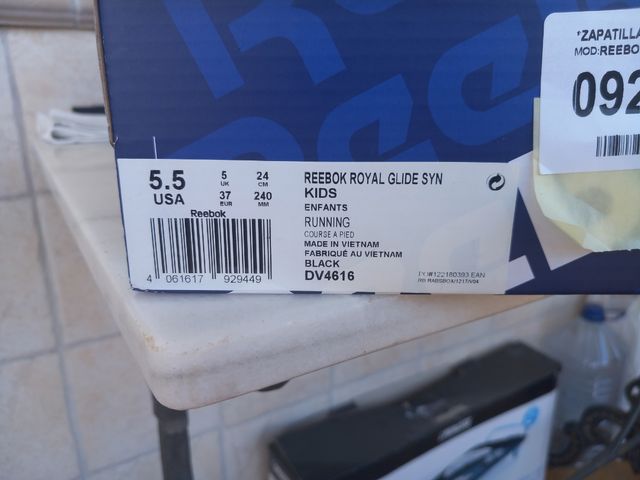 *ZAPATILLA
MOD:REEBO
092
5.5
USA
5
UK
24
CM
37
EUR
240
MM
Reebok
4 061617 929449
REEBOK ROYAL GLIDE SYN
KIDS
ENFANTS
RUNNING
COURSE A PIED
MADE IN VIETNAM
FABRIQUÉ AU VIETNAM
BLACK
DV4616